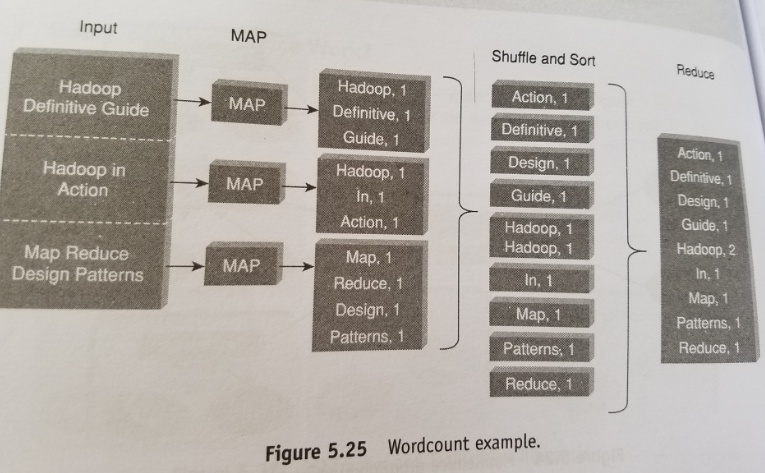 Input
MAP
Shuffle and Sort
Reduce
Hadoop
Definitive Guide
Hadoop in
Action
Map Reduce
Design Patterns
MAP
MAP
MAP
Hadoop, 1
Definitive, 1
Guide, 1
Hadoop, 1
In, 1
Action, 1
Map, 1
Reduce, 1
Design, 1
Patterns, 1
Action, 1
Definitive, 1
Design, 1
Guide, 1
Hadoop, 1
Hadoop, 1
In, 1
Map, 1
Patterns, 1
Reduce, 1
Action, 1
Definitive, 1
Design, 1
Guide, 1
Hadoop, 2
In, 1
Map, 1
Patterns, 1
Reduce, 1
Figure 5.25 Wordcount example.